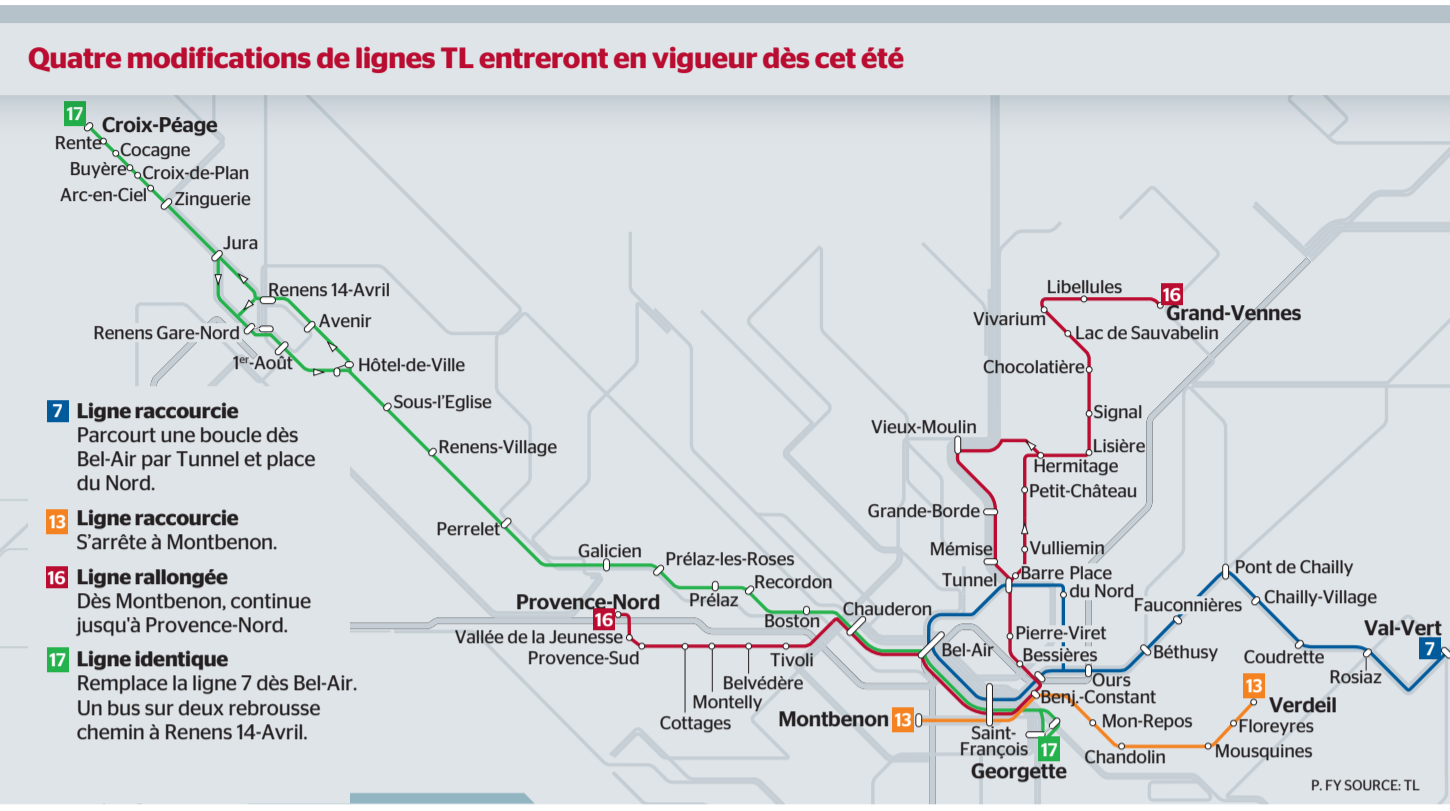 Quatre modifications de lignes TL entreront en vigueur dès cet été
17
Croix-Péage
Rente
Cocagne
Buyère
Croix-de-Plan
Arc-en-Ciel
Zinguerie
Jura
Renens 14-Avril
Renens Gare-Nord
Avenir
1er-Août
Hôtel-de-Ville
Sous-l'Eglise
Renens-Village
Perrelet
Galicien
Prélaz-les-Roses
Prélaz
Recordon
Boston
Chauderon
Provence-Nord
16
Vallée de la Jeunesse
Provence-Sud
Cottages
Montelly
Belvédère
Tivoli
Bel-Air
Montbenon 13
Saint-
François
17
Georgette
Libellules
16
Grand-Vennes
Vivarium
Lac de Sauvabelin
Chocolatière
Signal
Lisière
Hermitage
Vieux-Moulin
Petit-Château
Grande-Borde
Mémise
Vulliemin
Tunnel
Barre
Place
du Nord
Pierre-Viret
Bessières
Ours
Benj.-Constant
Mon-Repos
Chandolin
Mousquines
Floreyres
13
Verdeil
Béthusy
Fauconnières
Pont de Chailly
Chailly-Village
Coudrette
Rosiaz
Val-Vert
7
7 Ligne raccourcie
Parcourt une boucle dès
Bel-Air par Tunnel et place
du Nord.
13 Ligne raccourcie
S'arrête à Montbenon.
16 Ligne rallongée
Dès Montbenon, continue
jusqu'à Provence-Nord.
17 Ligne identique
Remplace la ligne 7 dès Bel-Air.
Un bus sur deux rebrousse
chemin à Renens 14-Avril.
P. FY SOURCE: TL